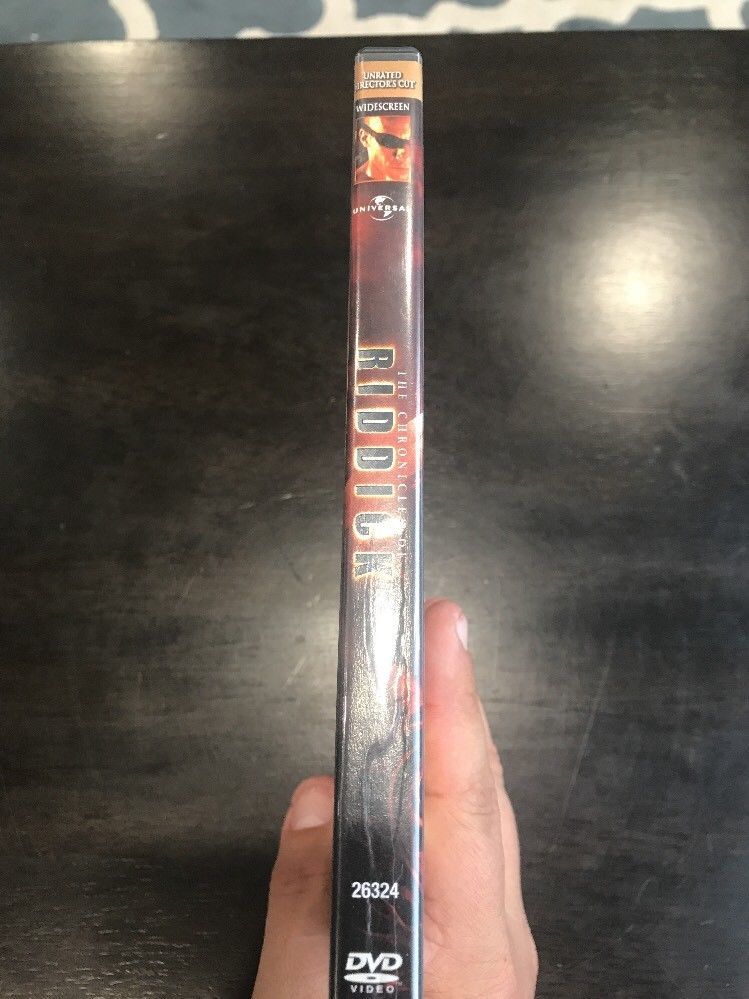 UNRATED
DIRECTOR'S CUT
WIDESCREEN
UNIVERSAL
THE CHRONICLES OF
RIDDICK
26324
DVD
VIDEO